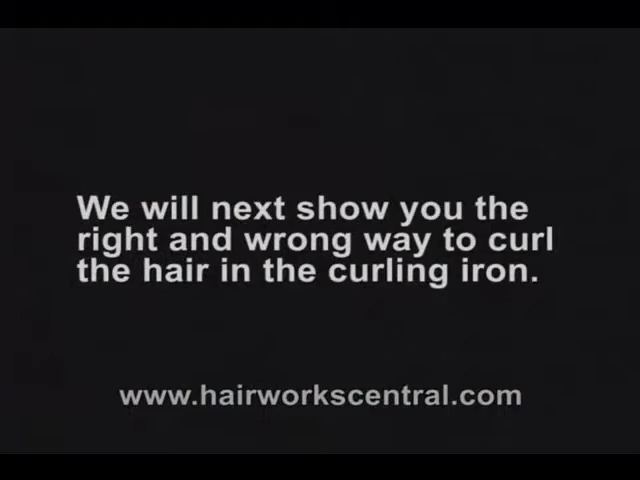 We will next show you the
right and wrong way to curl
the hair in the curling iron.
www.hairworkscentral.com